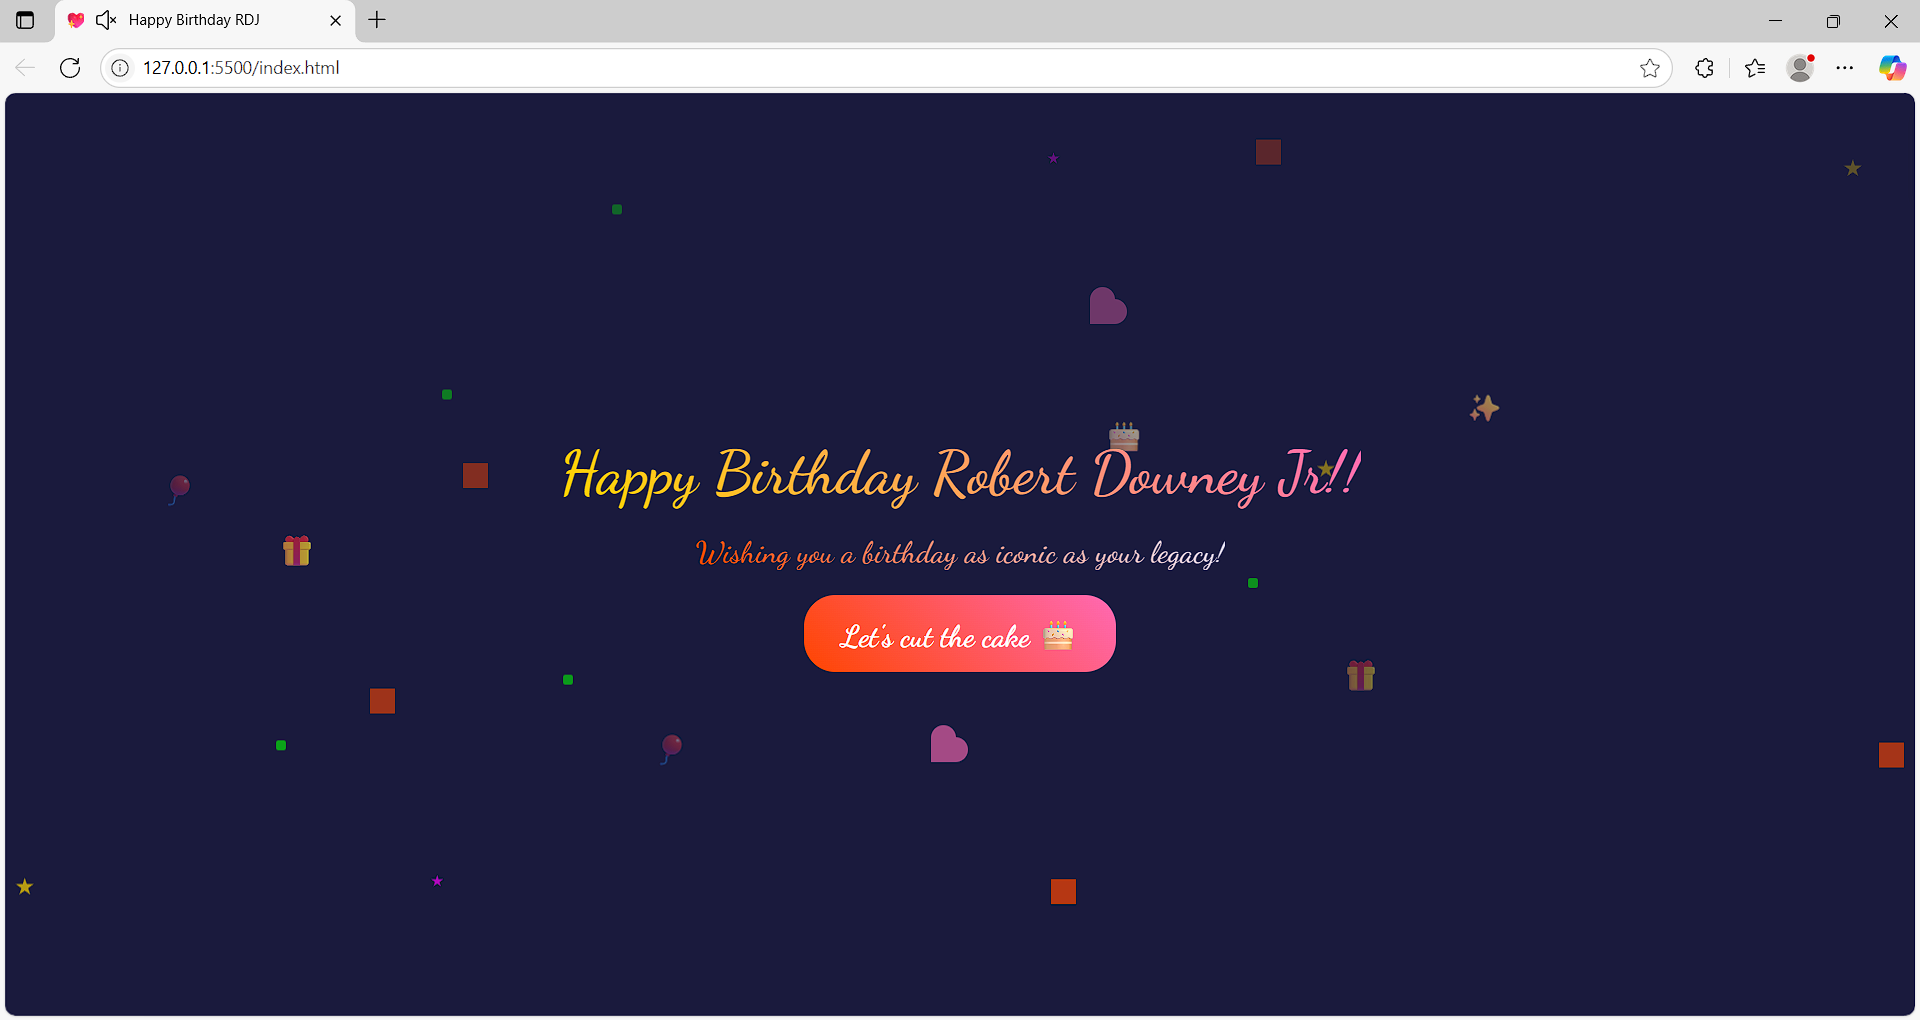 Happy Birthday RDJ
127.0.0.1:5500/index.html
Happy Birthday Robert Downey Jr!!
Wishing you a birthday as iconic as your legacy!
Let's cut the cake 🎂